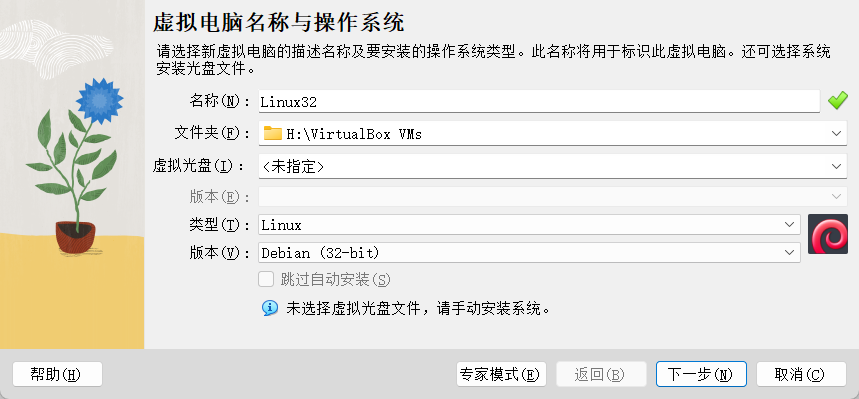 虚拟电脑名称与操作系统
请选择新虚拟电脑的描述名称及要安装的操作系统类型。此名称将用于标识此虚拟电脑。还可选择系统
安装光盘文件。
名称(N)： Linux32
文件夹(F)： H:\VirtualBox VMs
虚拟光盘(I)： <未指定>
版本(E)：
类型(T)： Linux
版本(V)： Debian (32-bit)
跳过自动安装(S)
未选择虚拟光盘文件，请手动安装系统。
帮助(H) 专家模式(E) 返回(B) 下一步(N) 取消(C)